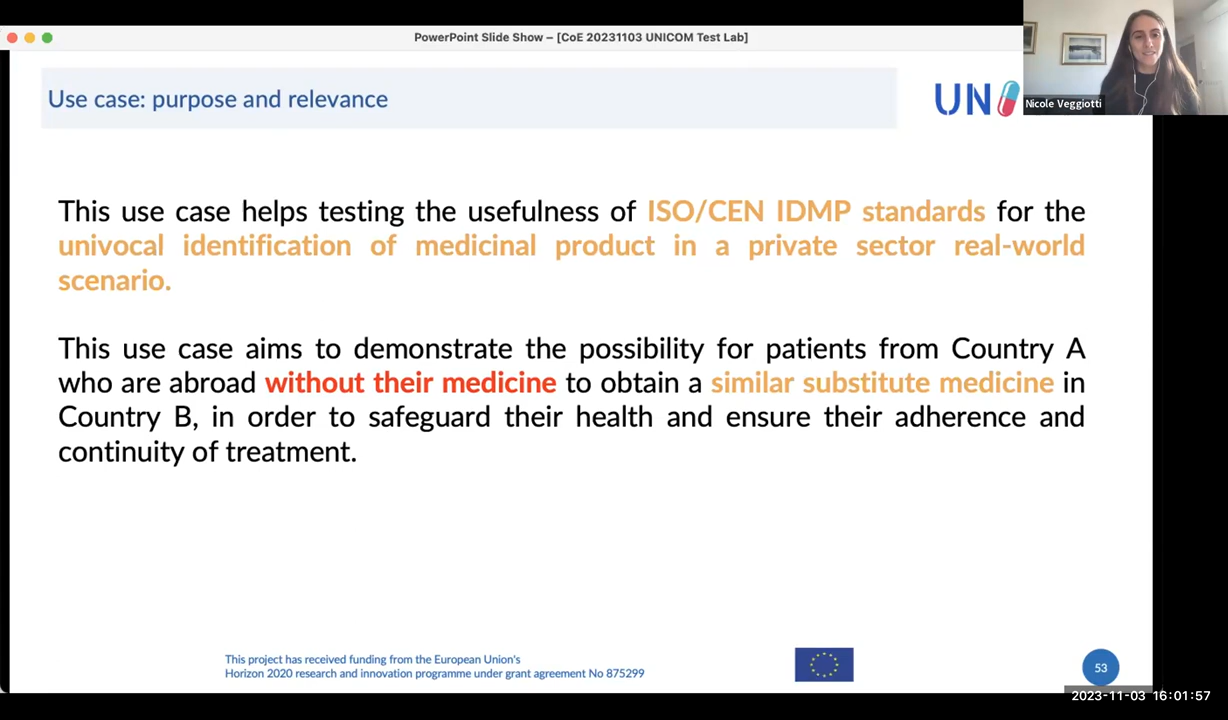 PowerPoint Slide Show – [CoE 20231103 UNICOM Test Lab]
Use case: purpose and relevance
UN
Nicole Veggiotti
This use case helps testing the usefulness of ISO/CEN IDMP standards for the
univocal identification of medicinal product in a private sector real-world
scenario.
This use case aims to demonstrate the possibility for patients from Country A
who are abroad without their medicine to obtain a similar substitute medicine in
Country B, in order to safeguard their health and ensure their adherence and
continuity of treatment.
This project has received funding from the European Union's
Horizon 2020 research and innovation programme under grant agreement No 875299
53
2023-11-03 16:01:57